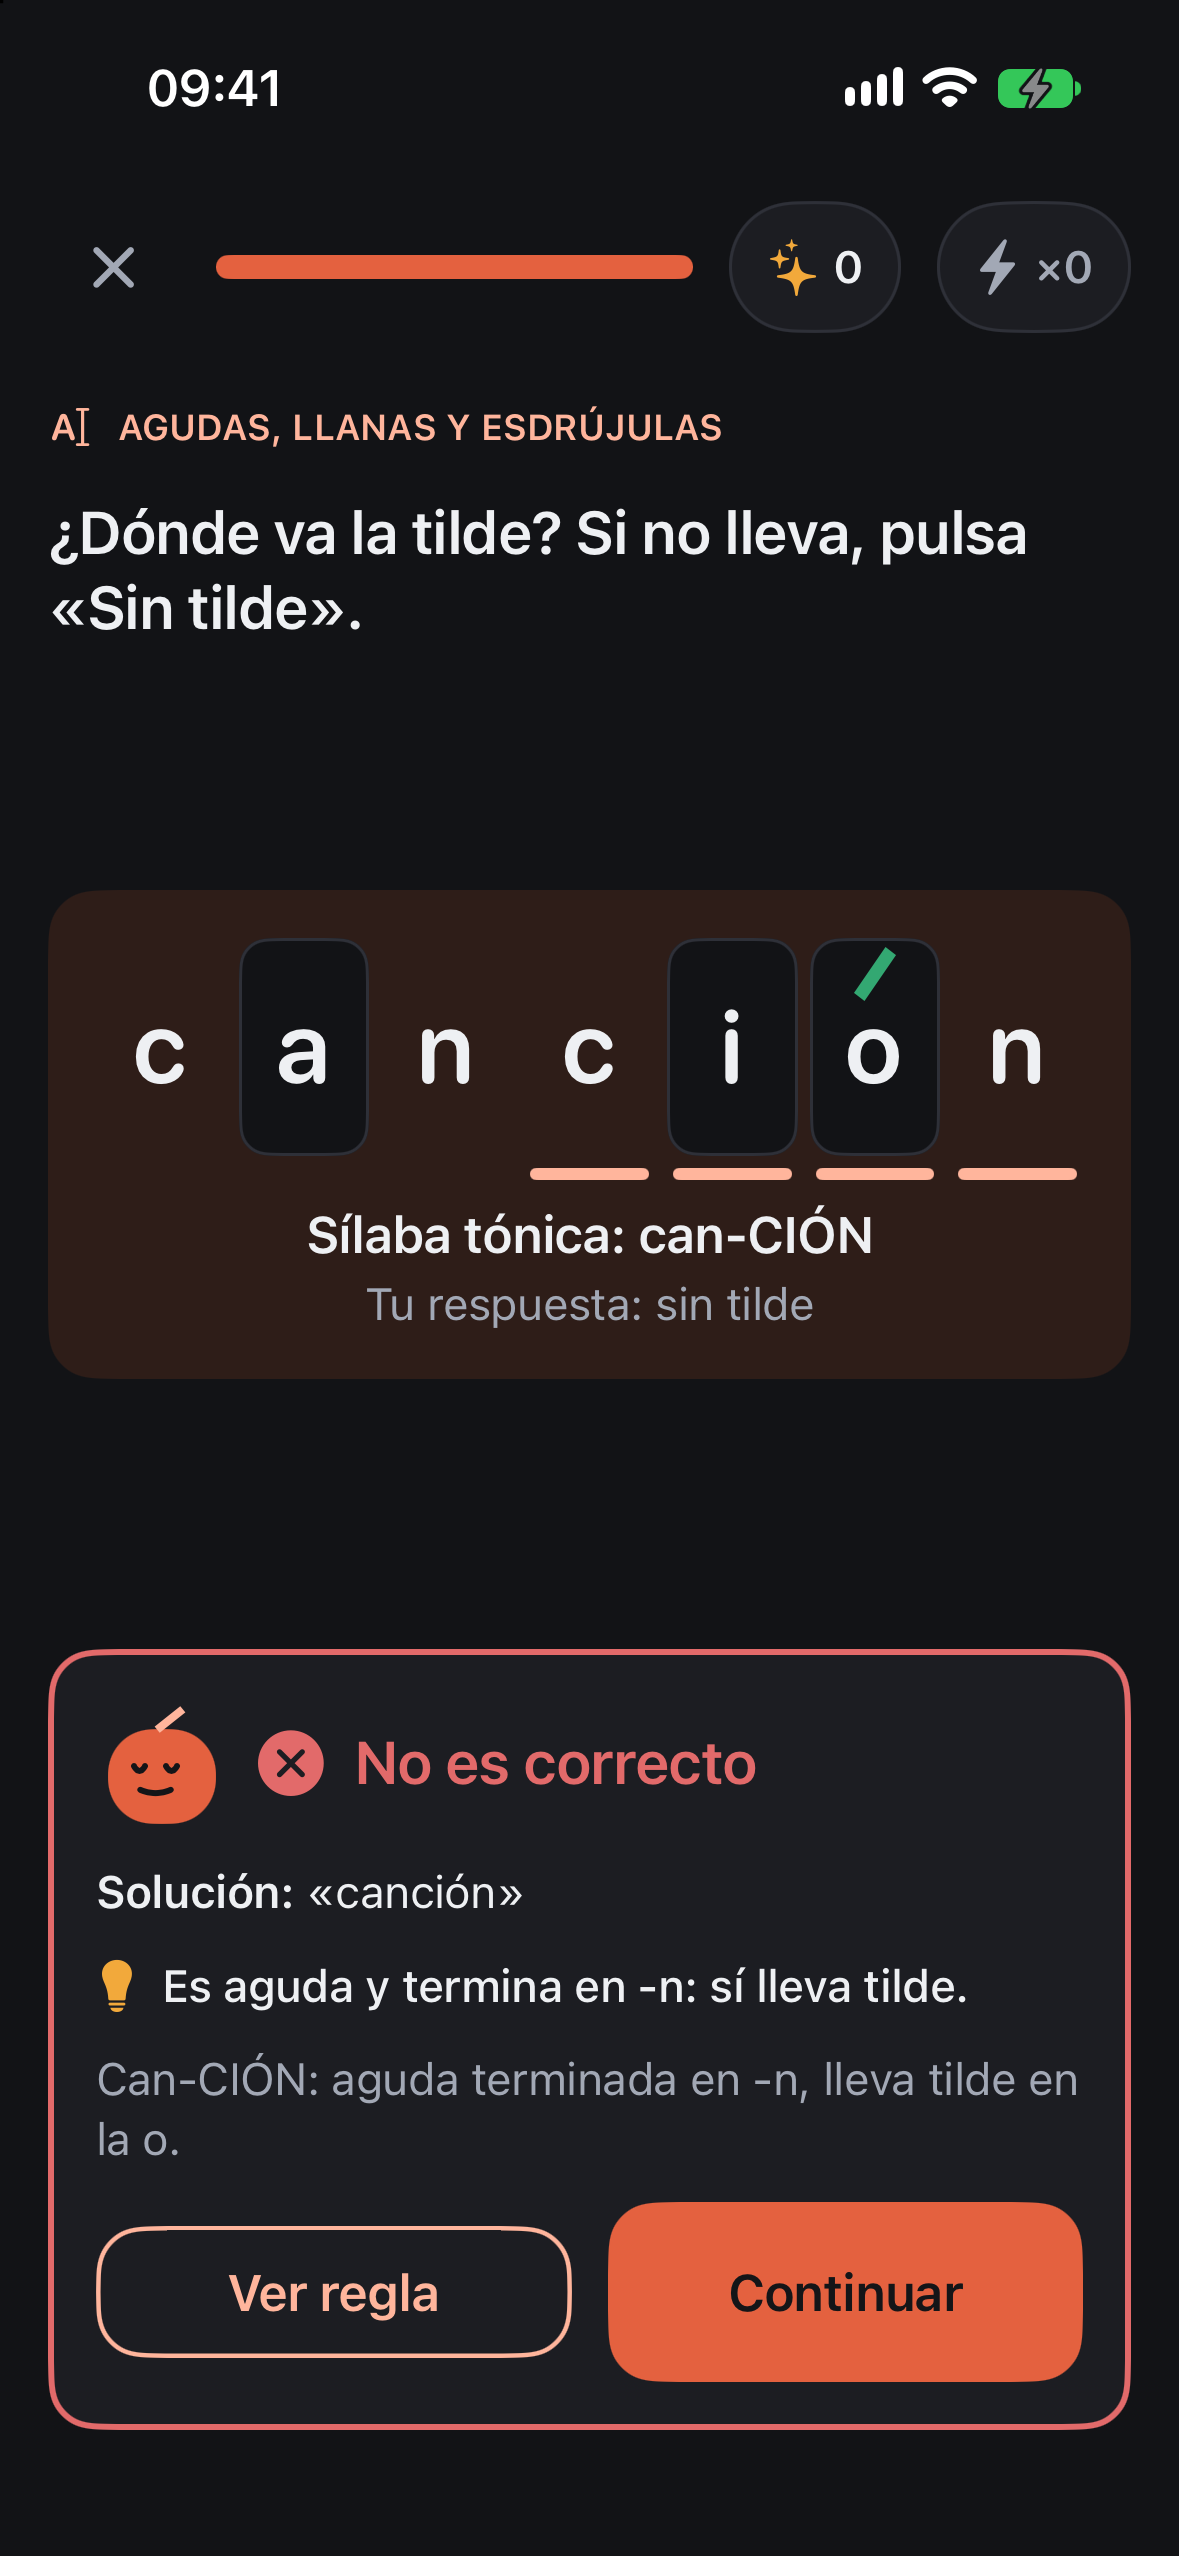 09:41
0
×0
AGUDAS, LLANAS Y ESDRÚJULAS
¿Dónde va la tilde? Si no lleva, pulsa
«Sin tilde».
c a n c i ó n
Sílaba tónica: can-CIÓN
Tu respuesta: sin tilde
No es correcto
Solución: «canción»
Es aguda y termina en -n: sí lleva tilde.
Can-CIÓN: aguda terminada en -n, lleva tilde en
la o.
Ver regla
Continuar